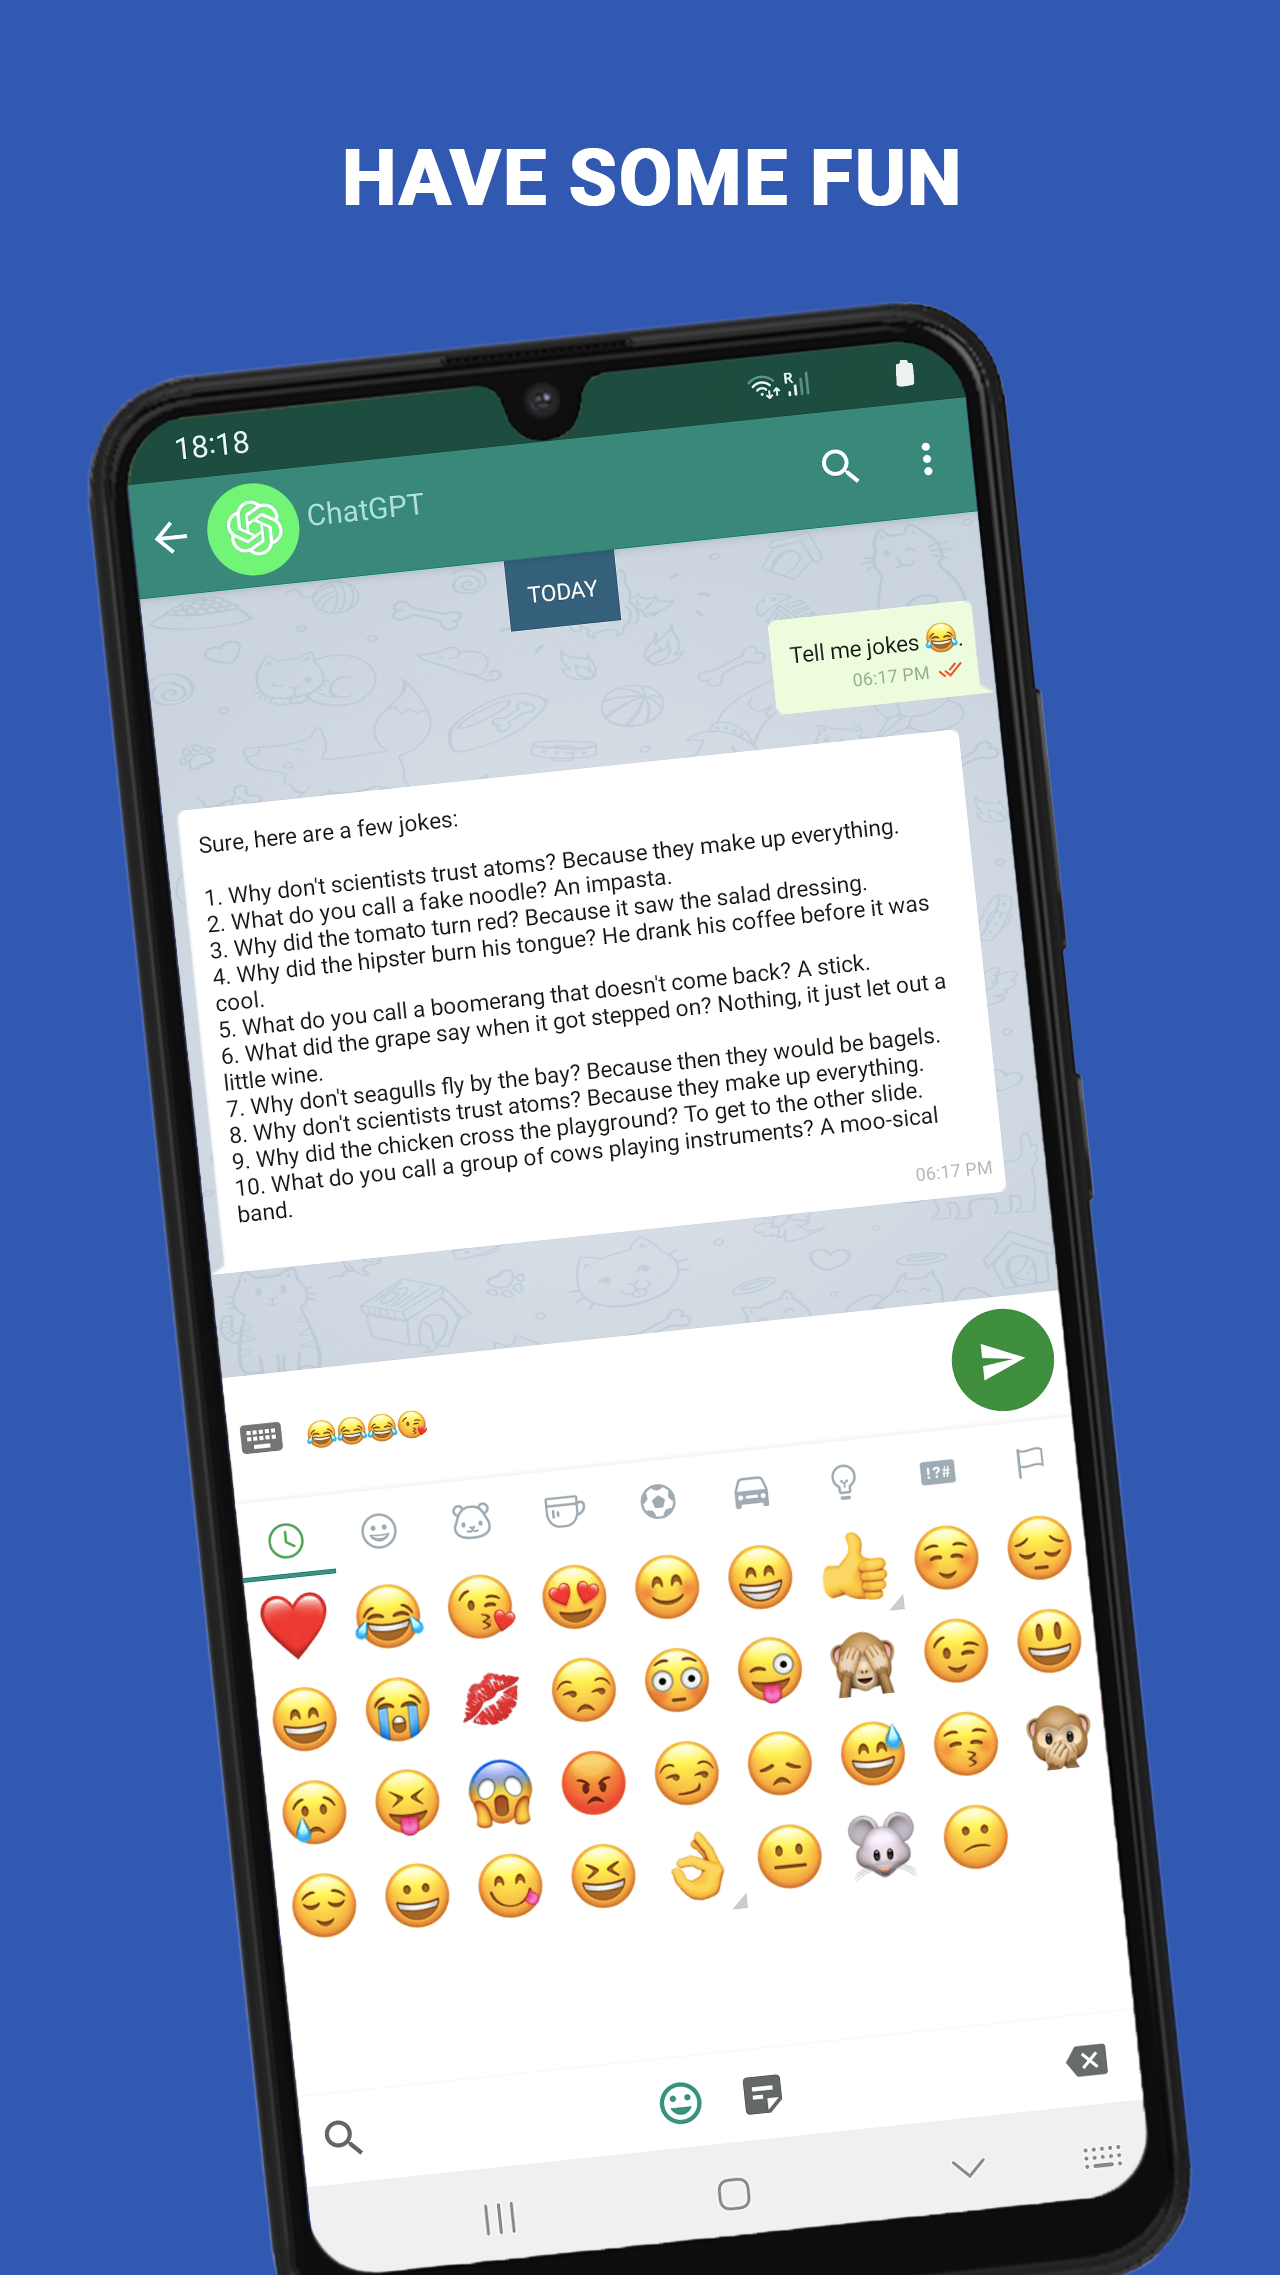 HAVE SOME FUN
18:18
R
ChatGPT
TODAY
Tell me jokes 😂.
06:17 PM
Sure, here are a few jokes:
1. Why don't scientists trust atoms? Because they make up everything.
2. What do you call a fake noodle? An impasta.
3. Why did the tomato turn red? Because it saw the salad dressing.
4. Why did the hipster burn his tongue? He drank his coffee before it was
cool.
5. What do you call a boomerang that doesn't come back? A stick.
6. What did the grape say when it got stepped on? Nothing, it just let out a
little wine.
7. Why don't seagulls fly by the bay? Because then they would be bagels.
8. Why don't scientists trust atoms? Because they make up everything.
9. Why did the chicken cross the playground? To get to the other slide.
10. What do you call a group of cows playing instruments? A moo-sical
band.
06:17 PM
😂😂😂😘
!?#